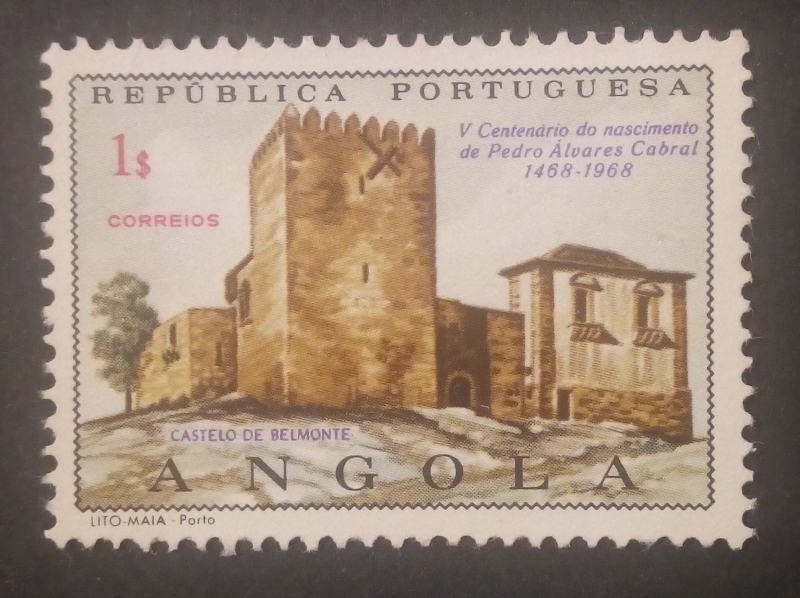 REPÚBLICA PORTUGUESA
1$
CORREIOS
V Centenário do nascimento
de Pedro Álvares Cabral
1468-1968
CASTELO DE BELMONTE
ANGOLA
LITO-MAIA - Porto